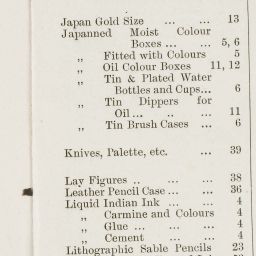 Japan Gold Size ... ... 13
Japanned Moist Colour
Boxes ... ... 5, 6
„ Fitted with Colours 5
„ Oil Colour Boxes 11, 12
„ Tin & Plated Water
Bottles and Cups... 6
„ Tin Dippers for
Oil ... .. ... 11
„ Tin Brush Cases ... 6
Knives, Palette, etc. ... 39
Lay Figures .. ... ... 38
Leather Pencil Case ... ... 36
Liquid Indian Ink ... ... 4
„ Carmine and Colours 4
„ Glue ... ... ... 4
„ Cement ... ... 4
Lithographic Sable Pencils 23